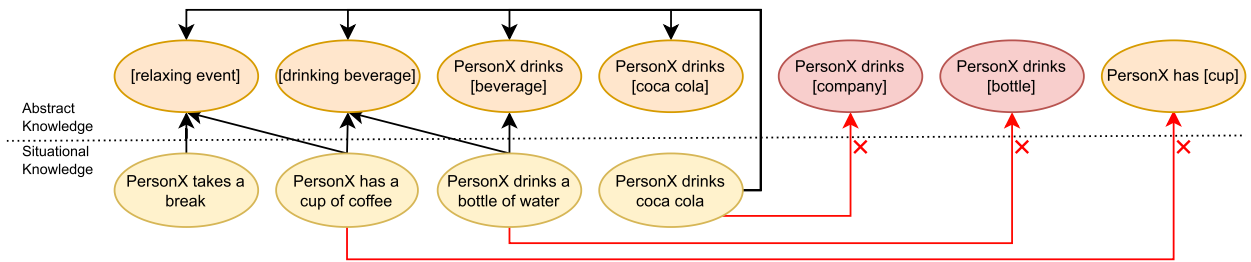 [relaxing event]
[drinking beverage]
PersonX drinks
[beverage]
PersonX drinks
[coca cola]
PersonX drinks
[company]
PersonX drinks
[bottle]
PersonX has [cup]
Abstract
Knowledge
Situational
Knowledge
PersonX takes a
break
PersonX has a
cup of coffee
PersonX drinks a
bottle of water
PersonX drinks
coca cola